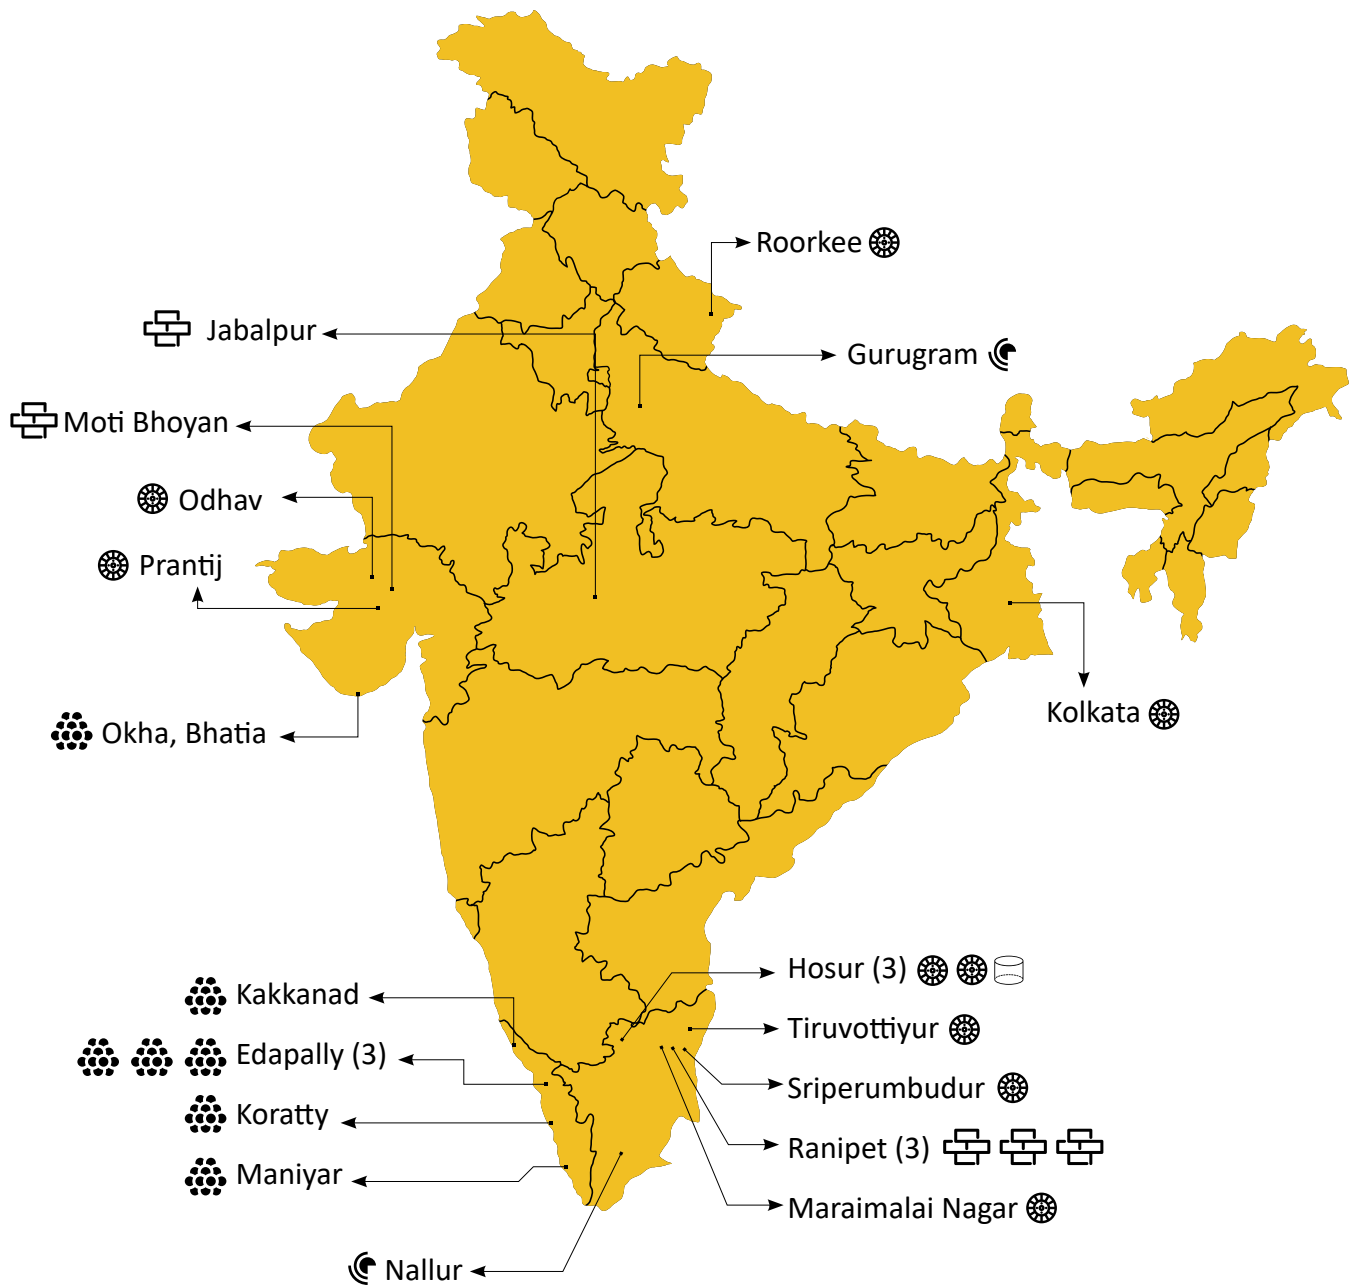 Roorkee
Jabalpur
Gurugram
Moti Bhoyan
Odhav
Prantij
Kolkata
Okha, Bhatia
Hosur (3)
Kakkanad
Tiruvottiyur
Edapally (3)
Sriperumbudur
Koratty
Ranipet (3)
Maniyar
Maraimalai Nagar
Nallur